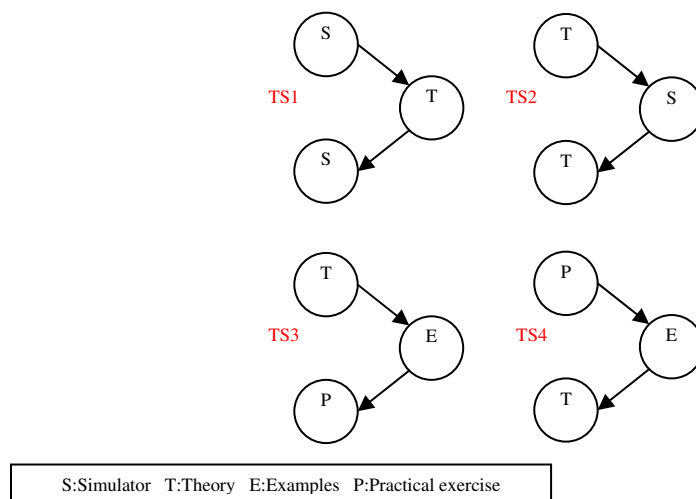 S
T
TS1
TS2
T
S
S
T
T
P
TS3
TS4
E
E
P
T
S:Simulator T:Theory E:Examples P:Practical exercise